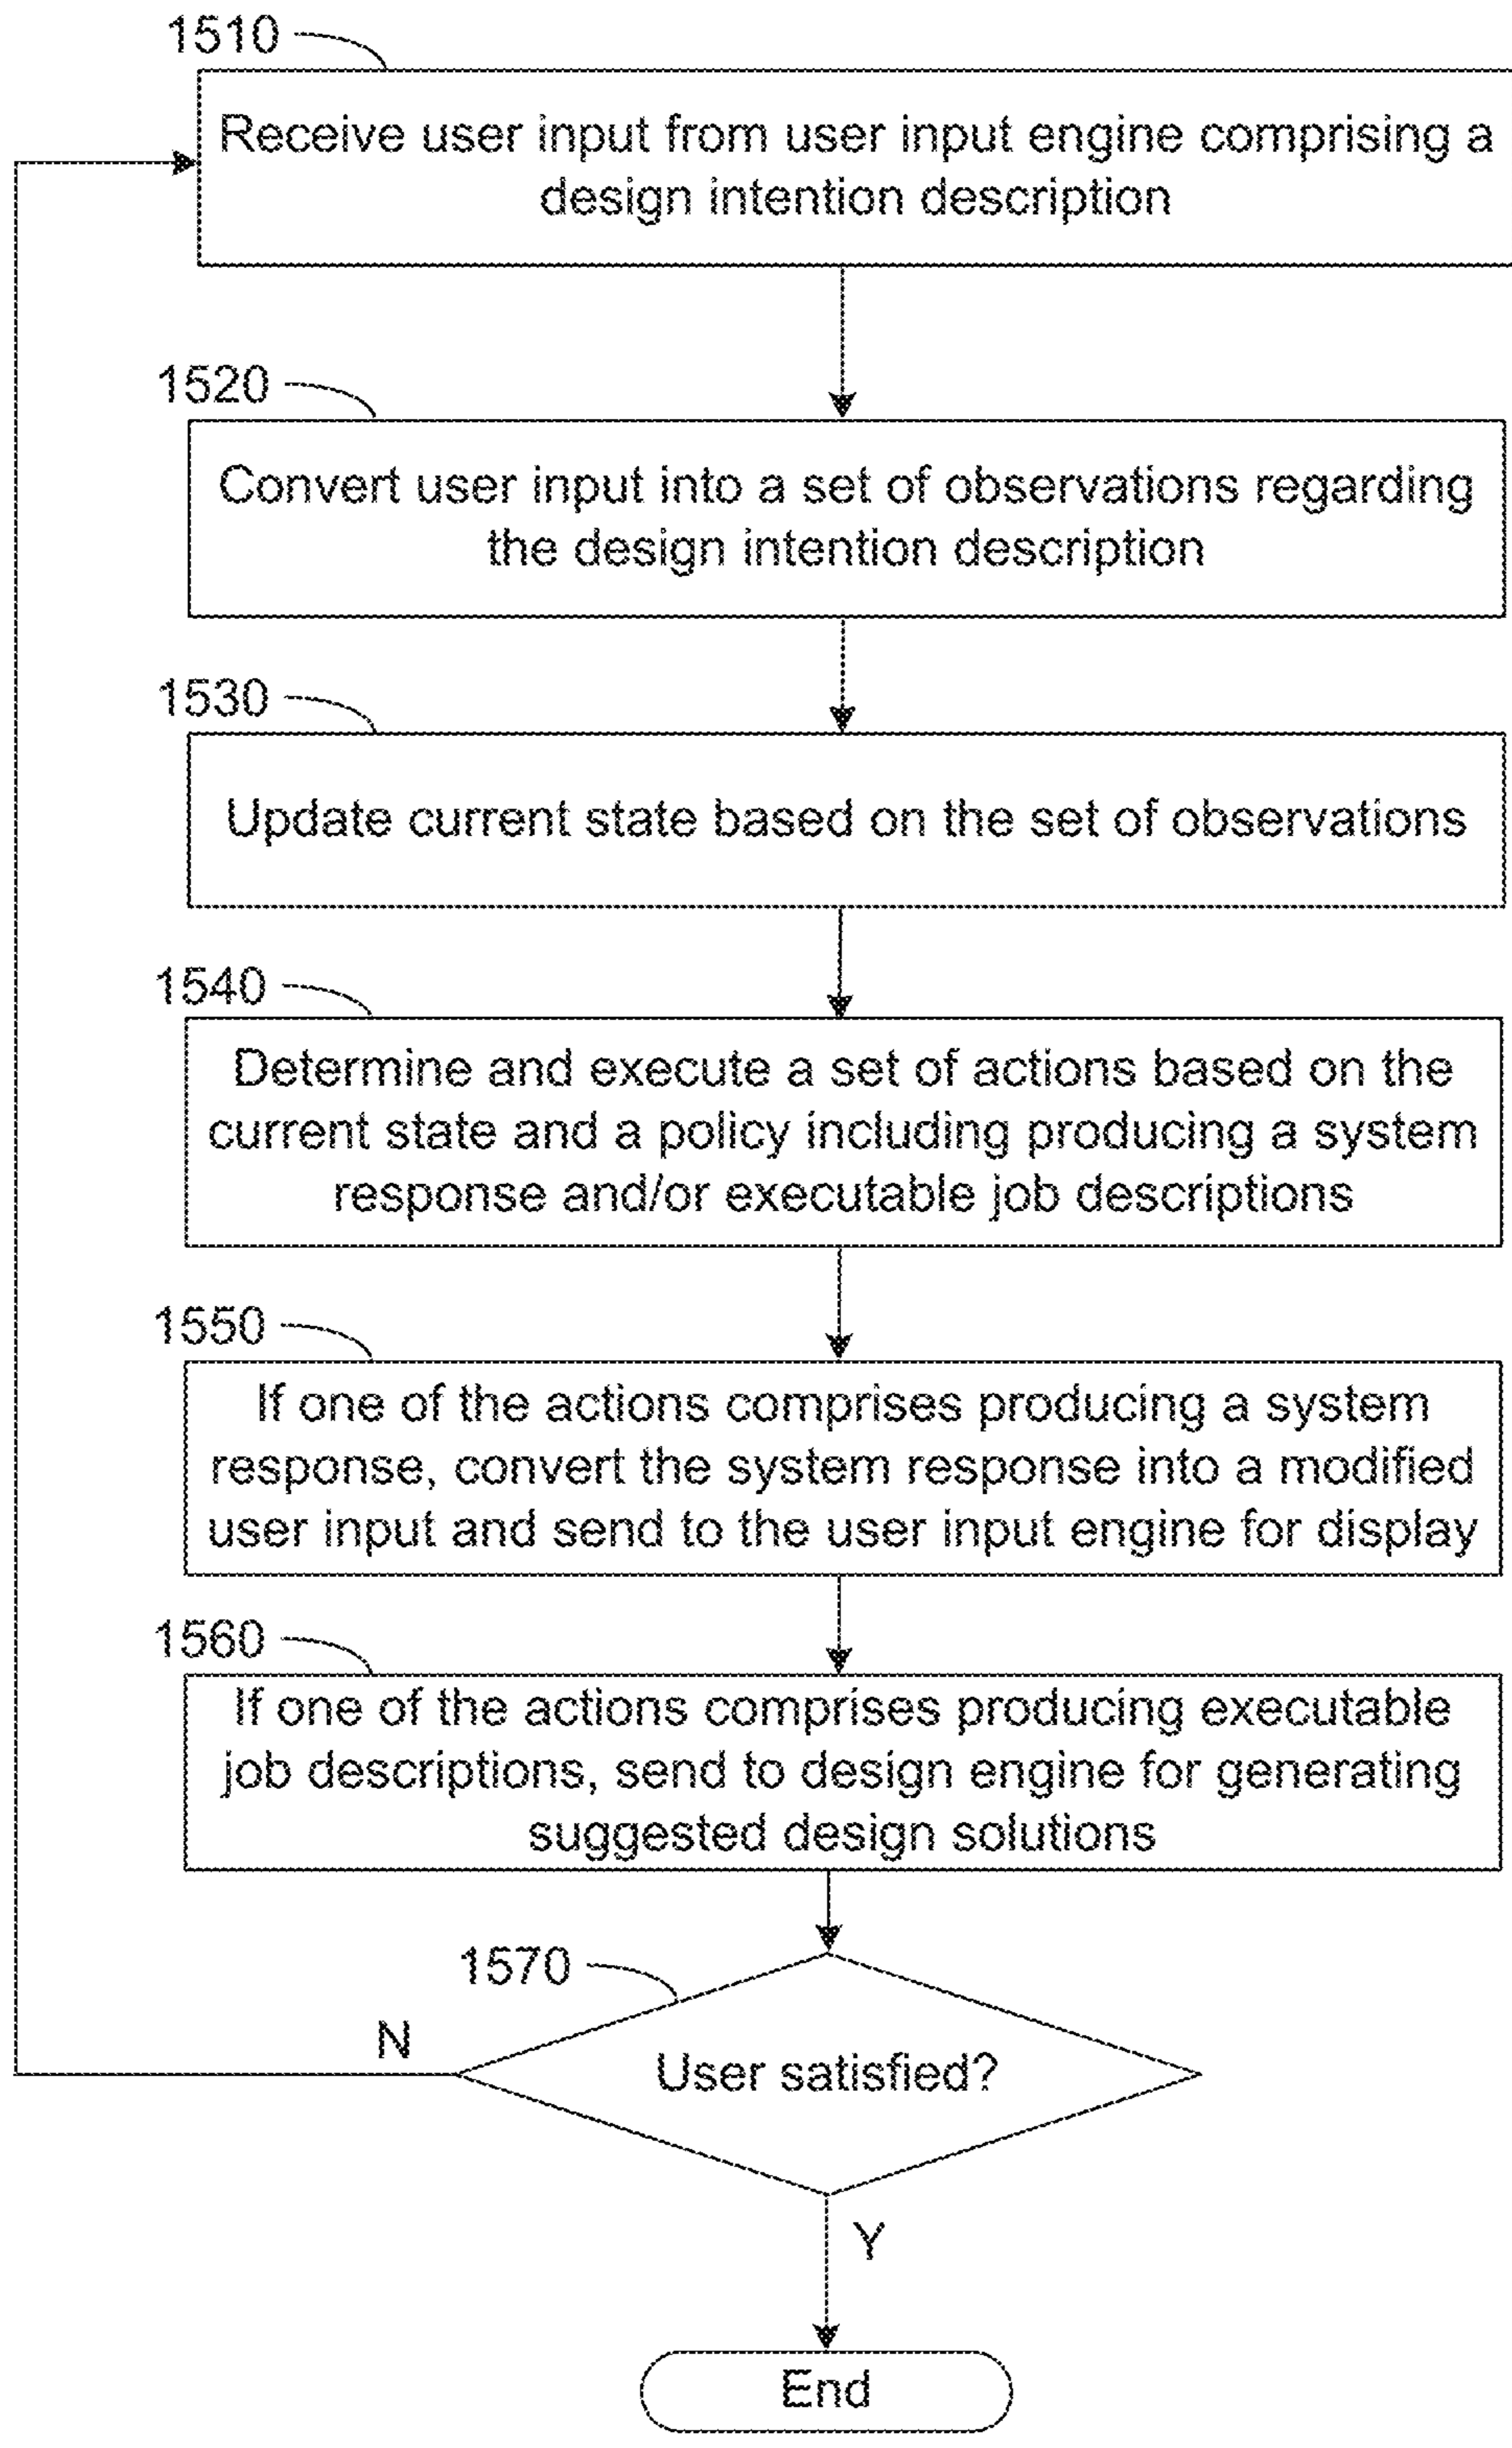 1510
Receive user input from user input engine comprising a
design intention description
1520
Convert user input into a set of observations regarding
the design intention description
1530
Update current state based on the set of observations
1540
Determine and execute a set of actions based on the
current state and a policy including producing a system
response and/or executable job descriptions
1550
If one of the actions comprises producing a system
response, convert the system response into a modified
user input and send to the user input engine for display
1560
If one of the actions comprises producing executable
job descriptions, send to design engine for generating
suggested design solutions
1570
N
User satisfied?
Y
End